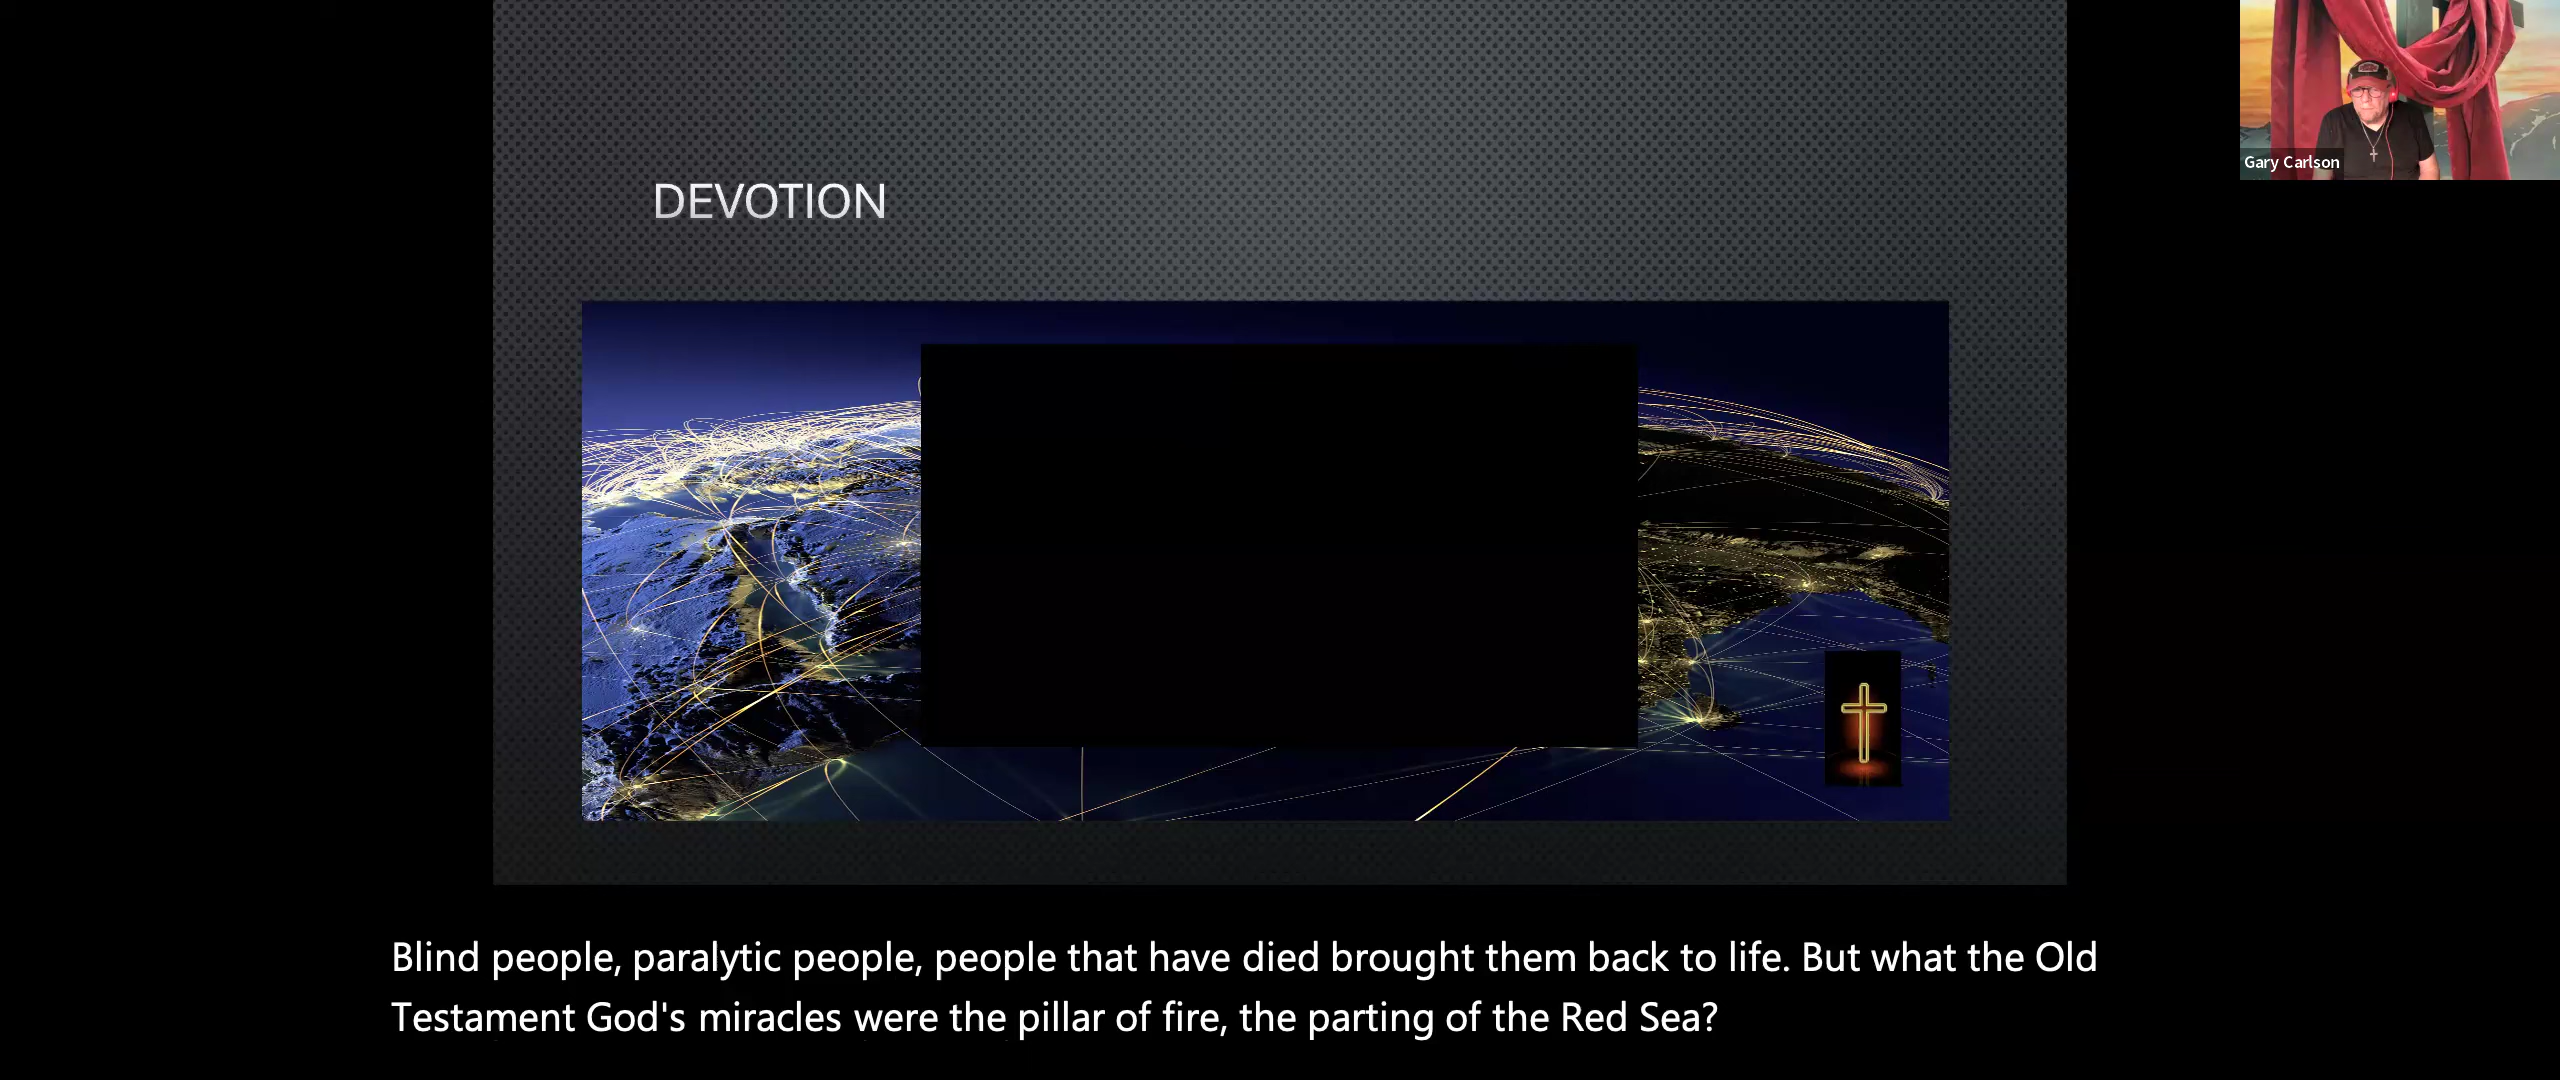 DEVOTION
Gary Carlson
Blind people, paralytic people, people that have died brought them back to life. But what the Old
Testament God's miracles were the pillar of fire, the parting of the Red Sea?